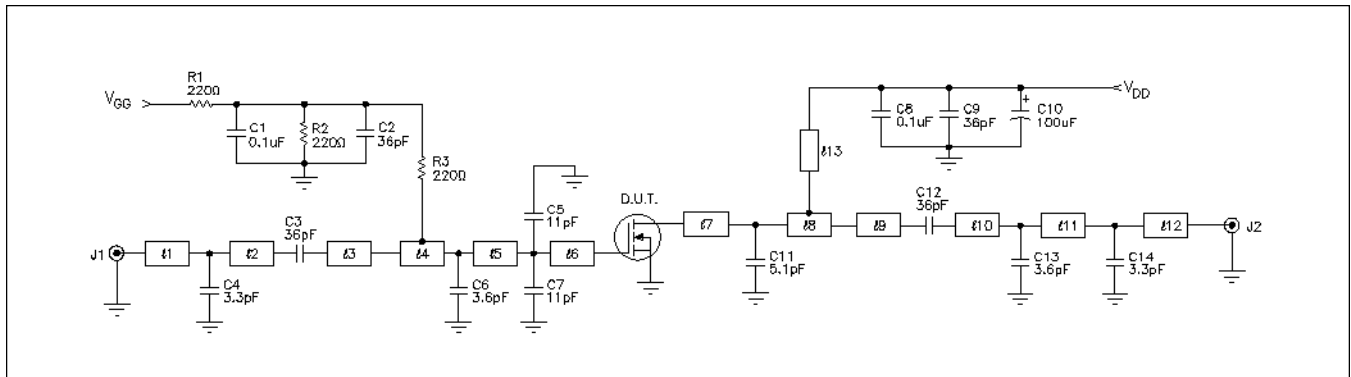 R1
220Ω
VGG
C1
0.1uF
R2
220Ω
C2
36pF
R3
220Ω
C3
36pF
J1
ℓ1
ℓ2
ℓ3
ℓ4
ℓ5
ℓ6
C4
3.3pF
C6
3.6pF
C5
11pF
C7
11pF
D.U.T.
ℓ7
C11
5.1pF
ℓ8
ℓ13
ℓ9
C12
36pF
ℓ10
ℓ11
ℓ12
J2
C13
3.6pF
C14
3.3pF
C8
0.1uF
C9
36pF
+
C10
100uF
VDD